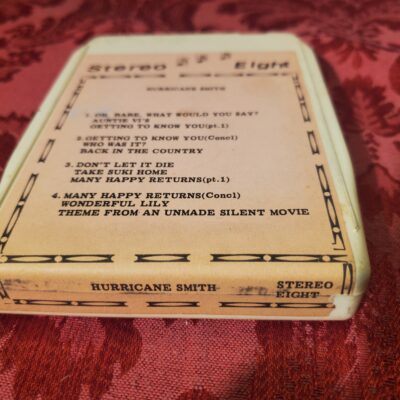 Stereo Eight
HURRICANE SMITH
1. OH, BABE, WHAT WOULD YOU SAY?
AUNTIE VI'S
GETTING TO KNOW YOU(pt.1)
2. GETTING TO KNOW YOU(Concl)
WHO WAS IT?
BACK IN THE COUNTRY
3. DON'T LET IT DIE
TAKE SUKI HOME
MANY HAPPY RETURNS(pt.1)
4. MANY HAPPY RETURNS(Concl)
WONDERFUL LILY
THEME FROM AN UNMADE SILENT MOVIE
HURRICANE SMITH STEREO
EIGHT